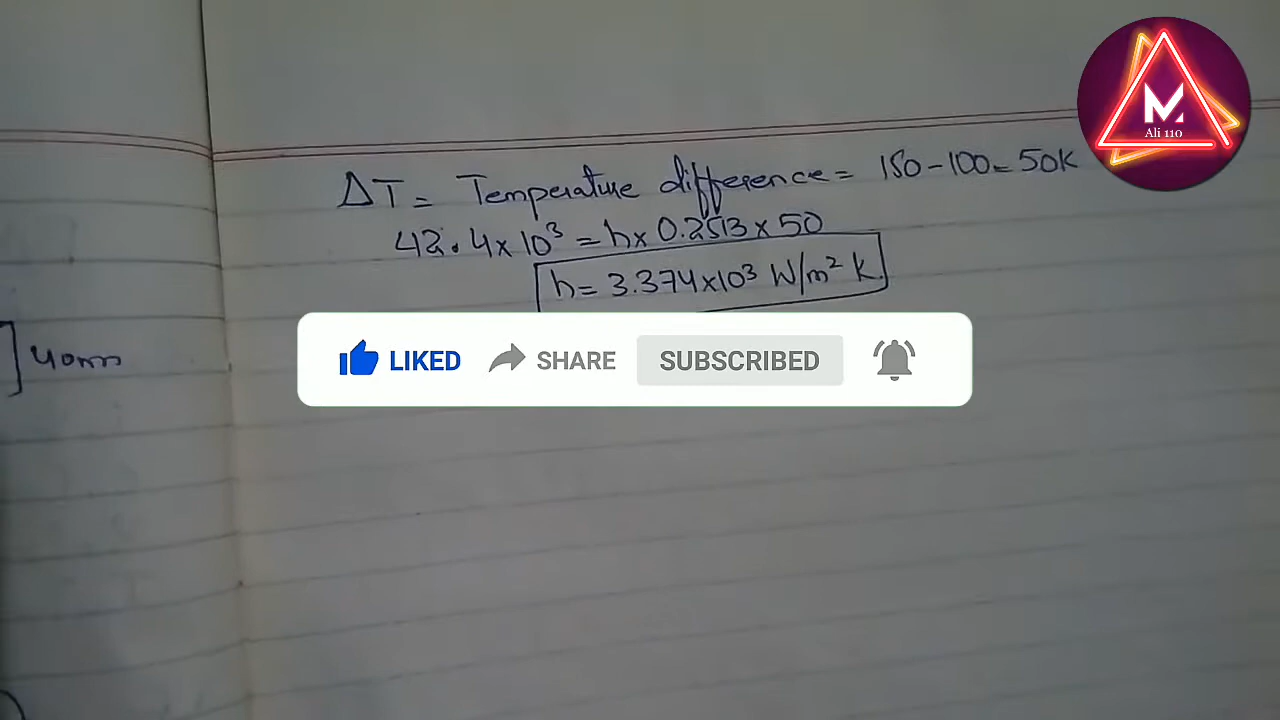 ΔT = Temperature difference = 150-100= 50K
42.4×10³ = h× 0.2513× 50
h= 3.374×10³ W/m² K.
40mm
LIKED SHARE SUBSCRIBED
M.
Ali 110